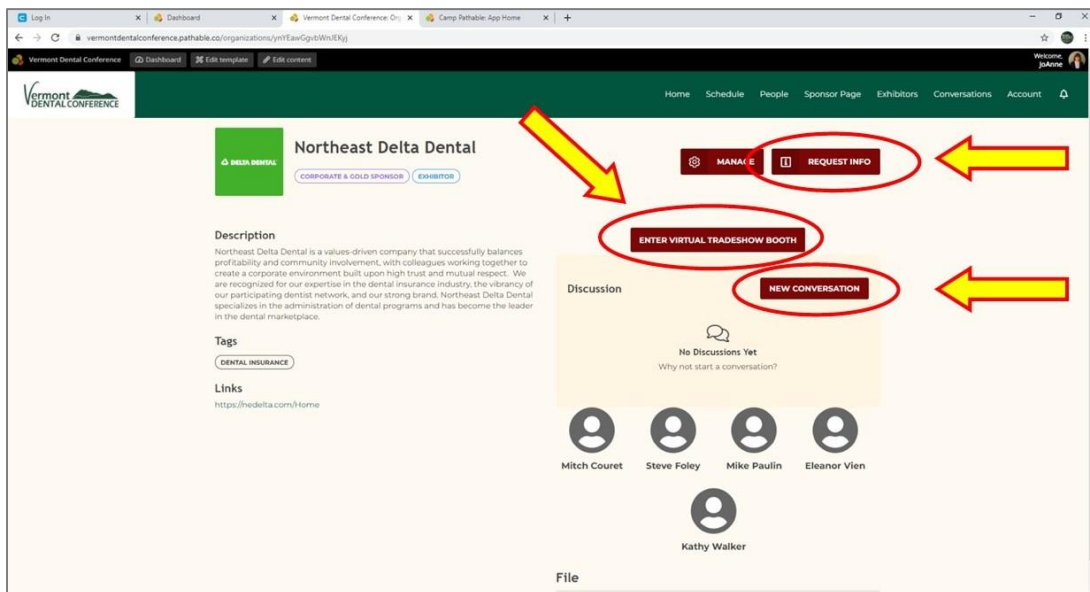 Log In
Dashboard
Vermont Dental Conference: Org
Camp Pathable: App Home
vermontdentalconference.pathable.co/organizations/ynYEawGgvbWnJEKyj
Vermont Dental Conference
Dashboard
Edit template
Edit content
Welcome,
JoAnne
Vermont
DENTAL CONFERENCE
Home
Schedule
People
Sponsor Page
Exhibitors
Conversations
Account
DELTA DENTAL
Northeast Delta Dental
CORPORATE & GOLD SPONSOR
EXHIBITOR
MANAGE
REQUEST INFO
ENTER VIRTUAL TRADESHOW BOOTH
Description
Northeast Delta Dental is a values-driven company that successfully balances
profitability and community involvement, with colleagues working together to
create a corporate environment built upon high trust and mutual respect. We
are recognized for our expertise in the dental insurance industry, the vibrancy of
our participating dentist network, and our strong brand. Northeast Delta Dental
specializes in the administration of dental programs and has become the leader
in the dental marketplace.
Tags
DENTAL INSURANCE
Links
https://nedelta.com/Home
Discussion
NEW CONVERSATION
No Discussions Yet
Why not start a conversation?
Mitch Couret
Steve Foley
Mike Paulin
Eleanor Vien
Kathy Walker
File